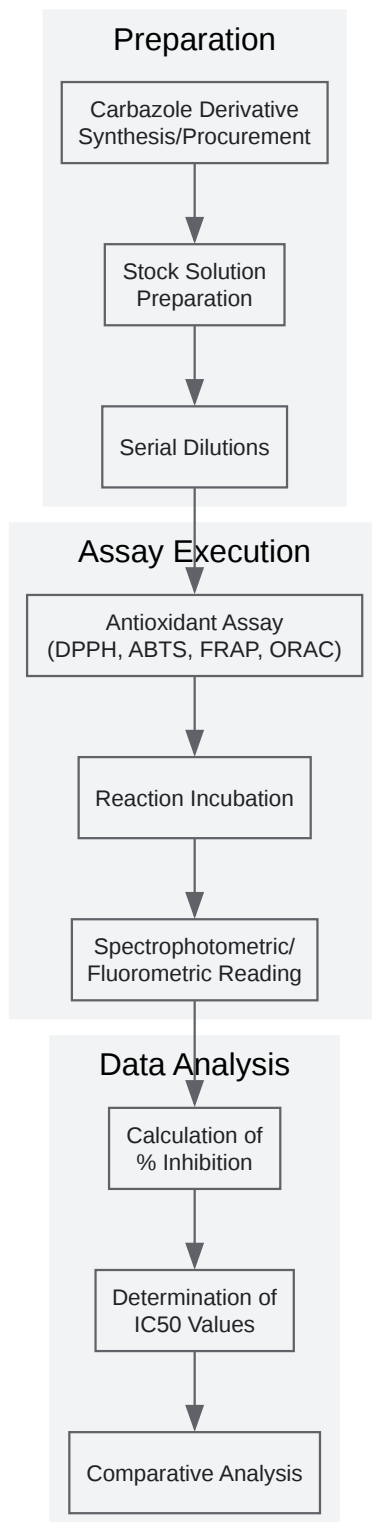 Preparation
Carbazole Derivative
Synthesis/Procurement
Stock Solution
Preparation
Serial Dilutions
Assay Execution
Antioxidant Assay
(DPPH, ABTS, FRAP, ORAC)
Reaction Incubation
Spectrophotometric/
Fluorometric Reading
Data Analysis
Calculation of
% Inhibition
Determination of
IC50 Values
Comparative Analysis